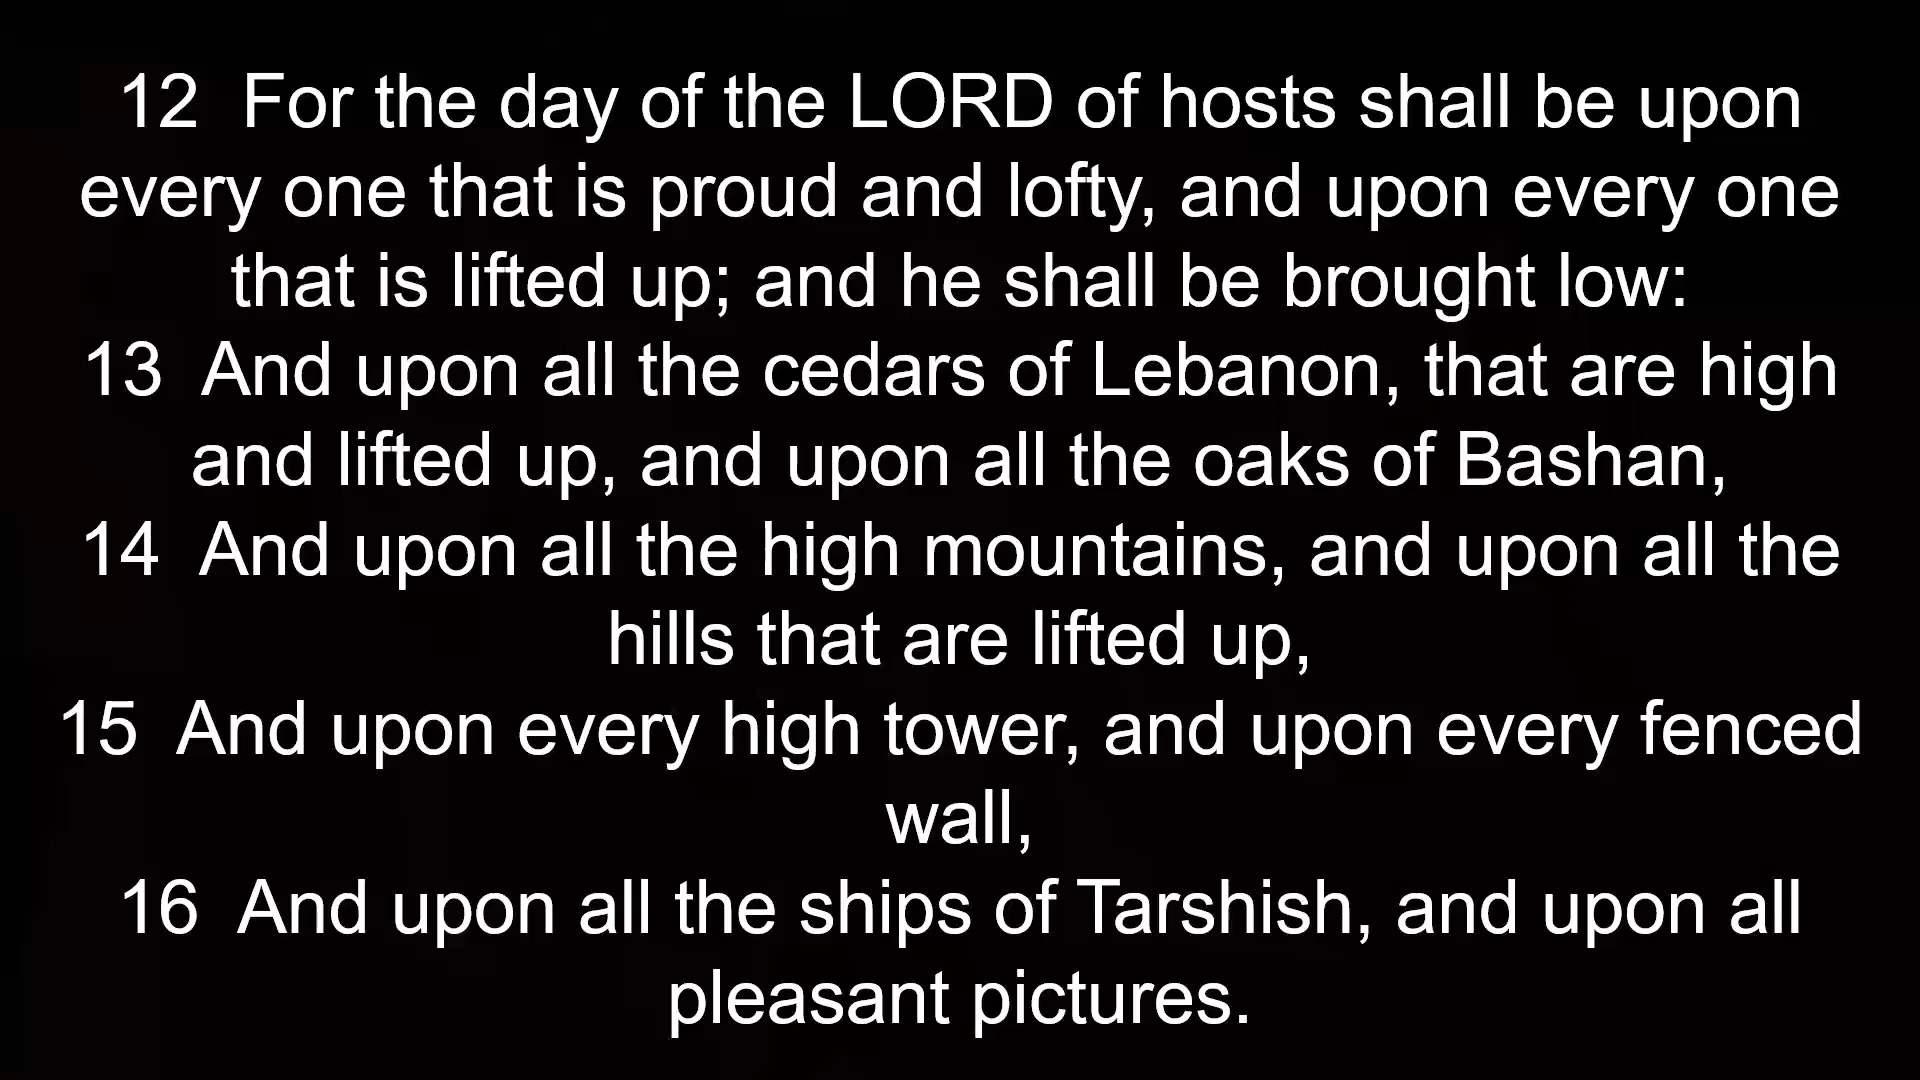 12  For the day of the LORD of hosts shall be upon
every one that is proud and lofty, and upon every one
that is lifted up; and he shall be brought low:
13  And upon all the cedars of Lebanon, that are high
and lifted up, and upon all the oaks of Bashan,
14  And upon all the high mountains, and upon all the
hills that are lifted up,
15  And upon every high tower, and upon every fenced
wall,
16  And upon all the ships of Tarshish, and upon all
pleasant pictures.